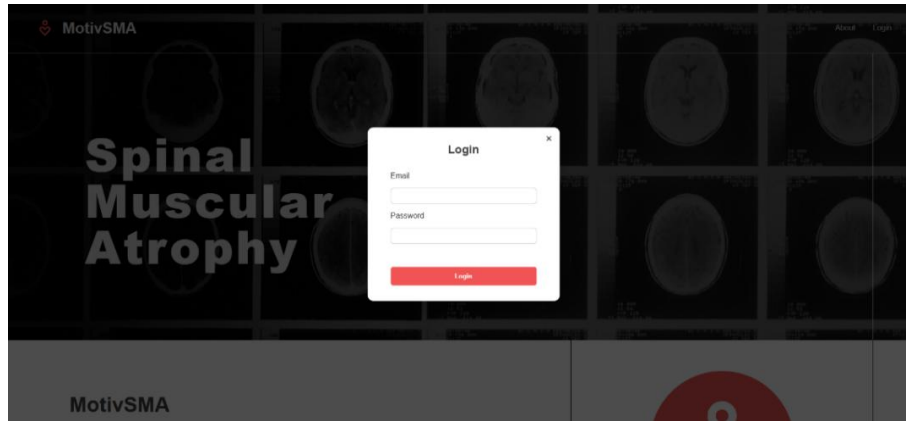 MotivSMA
About
Login
Spinal
Muscular
Atrophy
×
Login
Email
Password
Login
MotivSMA